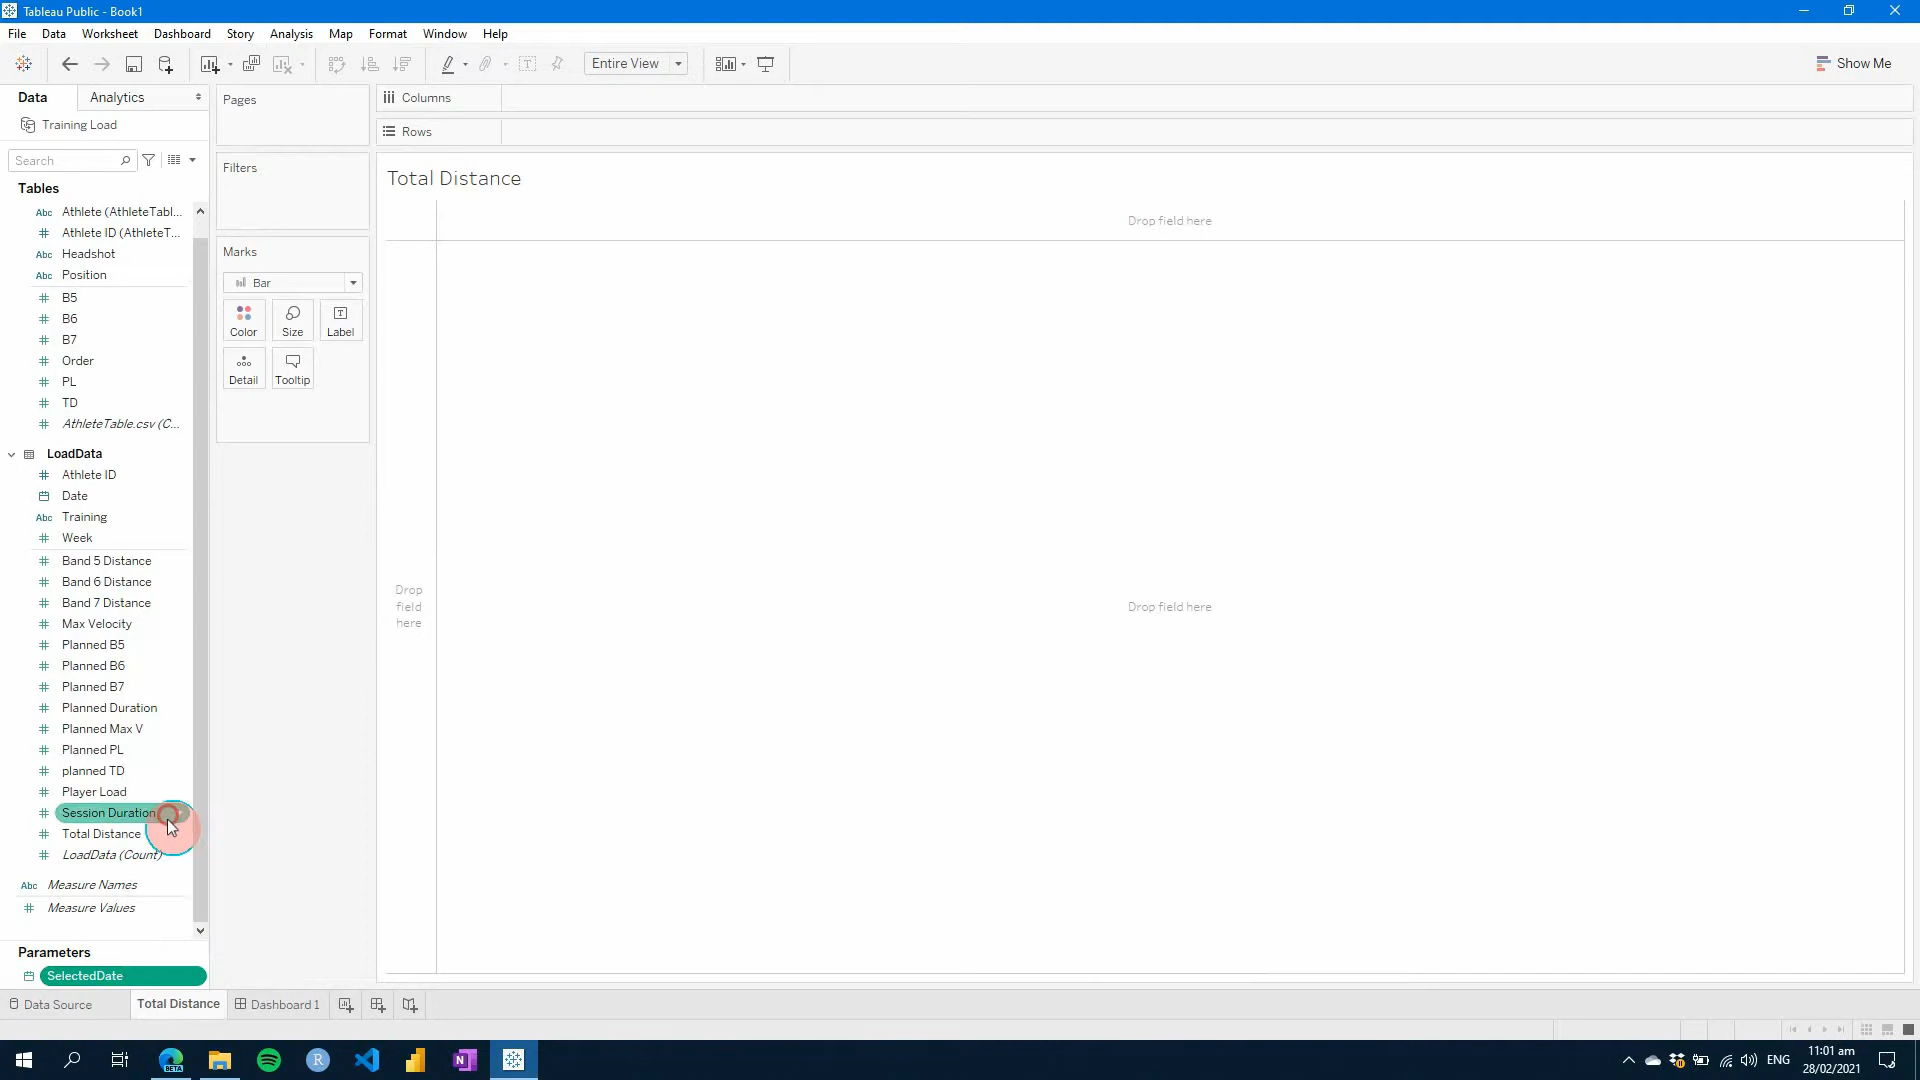 Tableau Public - Book1
File Data Worksheet Dashboard Story Analysis Map Format Window Help
Entire View
Show Me
Data Analytics
Training Load
Search
Tables
Abc Athlete (AthleteTabl...
Athlete ID (AthleteT...
Abc Headshot
Abc Position
B5
B6
B7
Order
PL
TD
AthleteTable.csv (C...
LoadData
Athlete ID
Date
Abc Training
Week
Band 5 Distance
Band 6 Distance
Band 7 Distance
Max Velocity
Planned B5
Planned B6
Planned B7
Planned Duration
Planned Max V
Planned PL
planned TD
Player Load
Session Duration
Total Distance
LoadData (Count)
Abc Measure Names
Measure Values
Parameters
SelectedDate
Pages
Filters
Marks
Bar
Color Size Label
Detail Tooltip
Columns
Rows
Total Distance
Drop field here
Drop
field
here
Drop field here
Data Source Total Distance Dashboard 1
BETA
R
N
ENG
11:01 am
28/02/2021